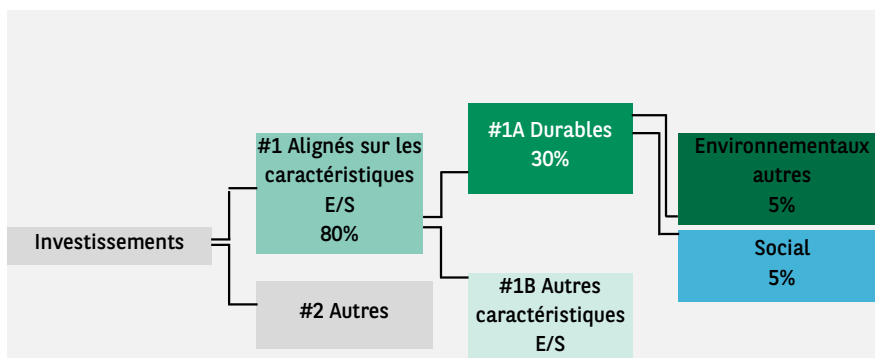 Investissements
#1 Alignés sur les
caractéristiques
E/S
80%
#2 Autres
#1A Durables
30%
#1B Autres
caractéristiques
E/S
Environnementaux
autres
5%
Social
5%